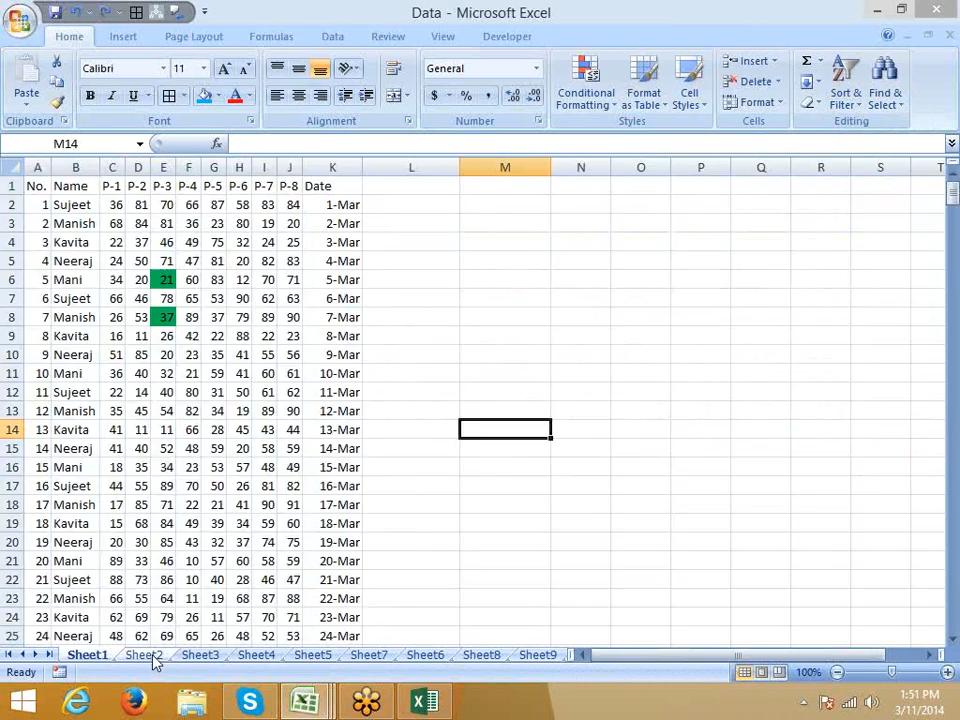 Data - Microsoft Excel
Home Insert Page Layout Formulas Data Review View Developer
Paste Calibri 11 General Conditional Formatting Format as Table Cell Styles Insert Delete Format Sort & Filter Find & Select
B I U A $ % ,
Clipboard Font Alignment Number Styles Cells Editing
M14 fx
A B C D E F G H I J K L M N O P Q R S T
1 No. Name P-1 P-2 P-3 P-4 P-5 P-6 P-7 P-8 Date
2 1 Sujeet 36 81 70 66 87 58 83 84 1-Mar
3 2 Manish 68 84 81 36 23 80 19 20 2-Mar
4 3 Kavita 22 37 46 49 75 32 24 25 3-Mar
5 4 Neeraj 24 50 71 47 81 20 82 83 4-Mar
6 5 Mani 34 20 21 60 83 12 70 71 5-Mar
7 6 Sujeet 66 46 78 65 53 90 62 63 6-Mar
8 7 Manish 26 53 37 89 37 79 89 90 7-Mar
9 8 Kavita 16 11 26 42 22 88 22 23 8-Mar
10 9 Neeraj 51 85 20 23 35 41 55 56 9-Mar
11 10 Mani 36 40 32 21 59 41 60 61 10-Mar
12 11 Sujeet 22 14 40 80 31 50 61 62 11-Mar
13 12 Manish 35 45 54 82 34 19 89 90 12-Mar
14 13 Kavita 41 11 11 66 28 45 43 44 13-Mar
15 14 Neeraj 41 40 52 48 59 20 58 59 14-Mar
16 15 Mani 18 35 34 23 53 57 48 49 15-Mar
17 16 Sujeet 44 55 89 70 50 26 81 82 16-Mar
18 17 Manish 17 85 71 22 21 41 90 91 17-Mar
19 18 Kavita 15 68 84 49 39 34 59 60 18-Mar
20 19 Neeraj 20 30 85 43 32 37 74 75 19-Mar
21 20 Mani 89 33 46 10 57 60 58 59 20-Mar
22 21 Sujeet 88 73 86 10 40 28 46 47 21-Mar
23 22 Manish 66 55 64 11 19 68 87 88 22-Mar
24 23 Kavita 62 69 79 26 11 57 70 71 23-Mar
25 24 Neeraj 48 62 69 65 26 48 52 53 24-Mar
Sheet1 Sheet2 Sheet3 Sheet4 Sheet5 Sheet6 Sheet7 Sheet6 Sheet8 Sheet9
Ready 100%
1:51 PM
3/11/2014